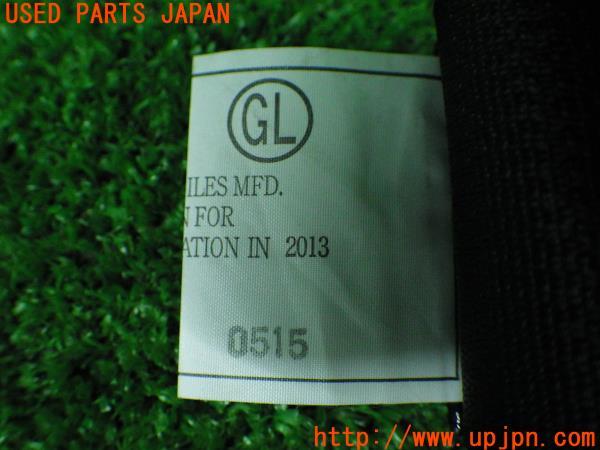 USED PARTS JAPAN
GL
ILES MFD.
N FOR
ATION IN 2013
0515
http://www.upjpn.com/